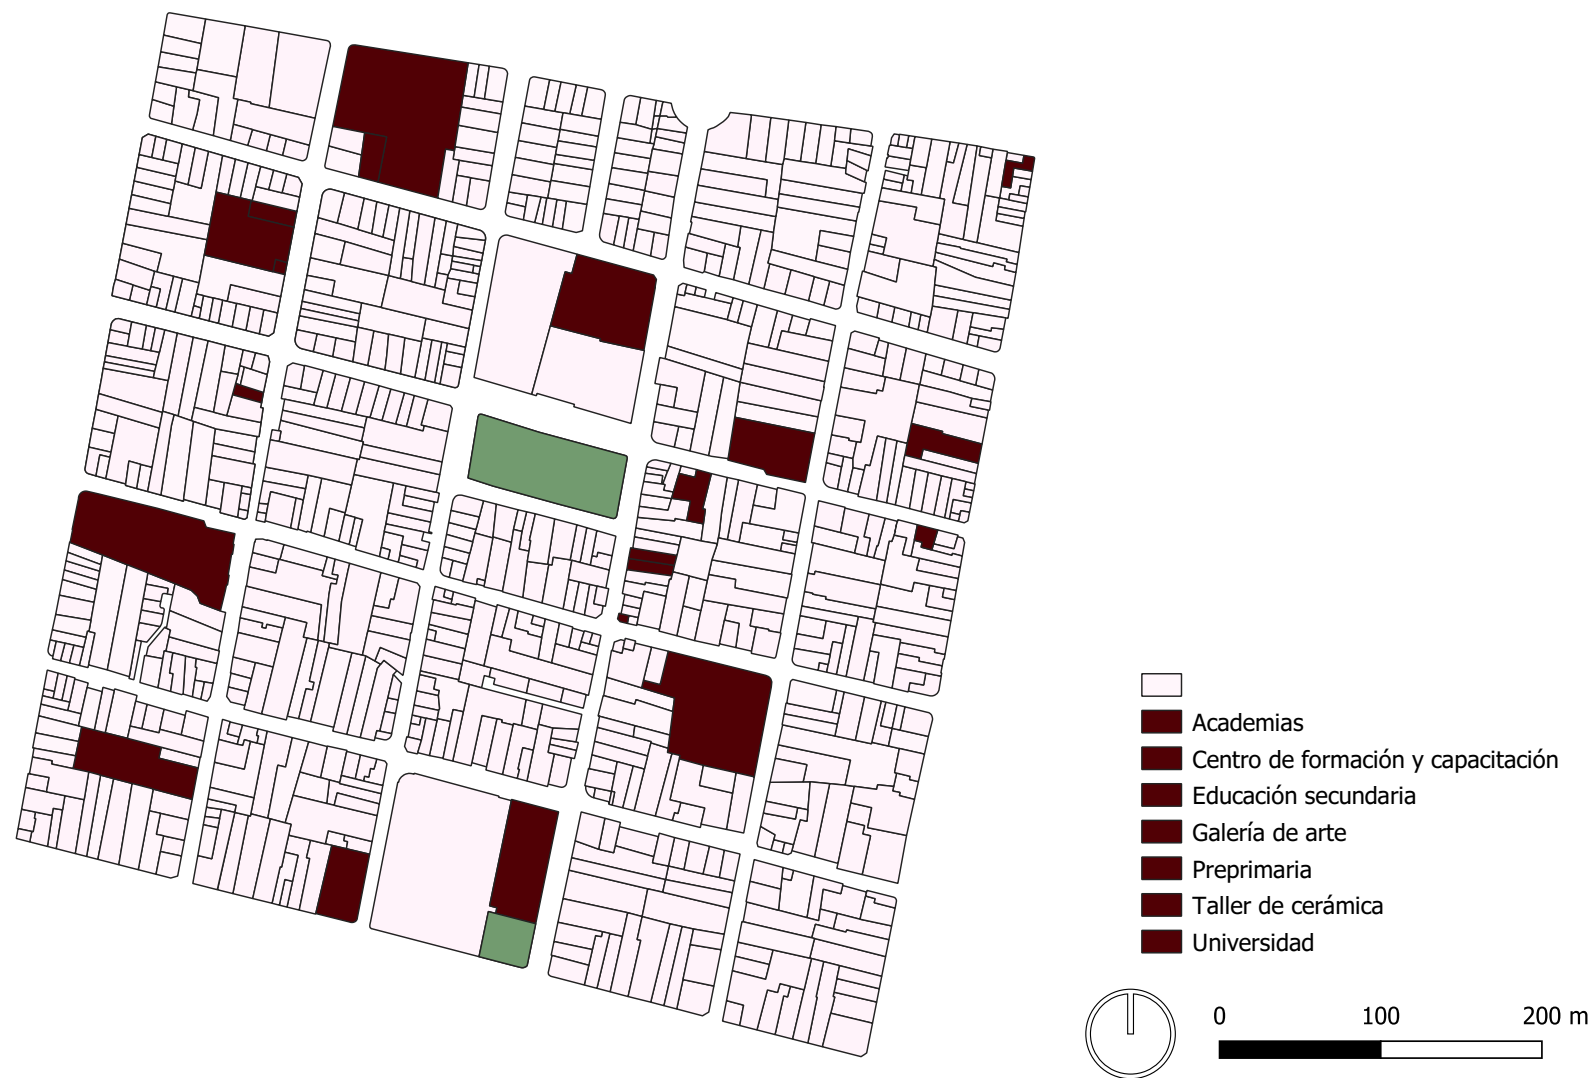 Academias
Centro de formación y capacitación
Educación secundaria
Galería de arte
Preprimaria
Taller de cerámica
Universidad
0 100 200 m